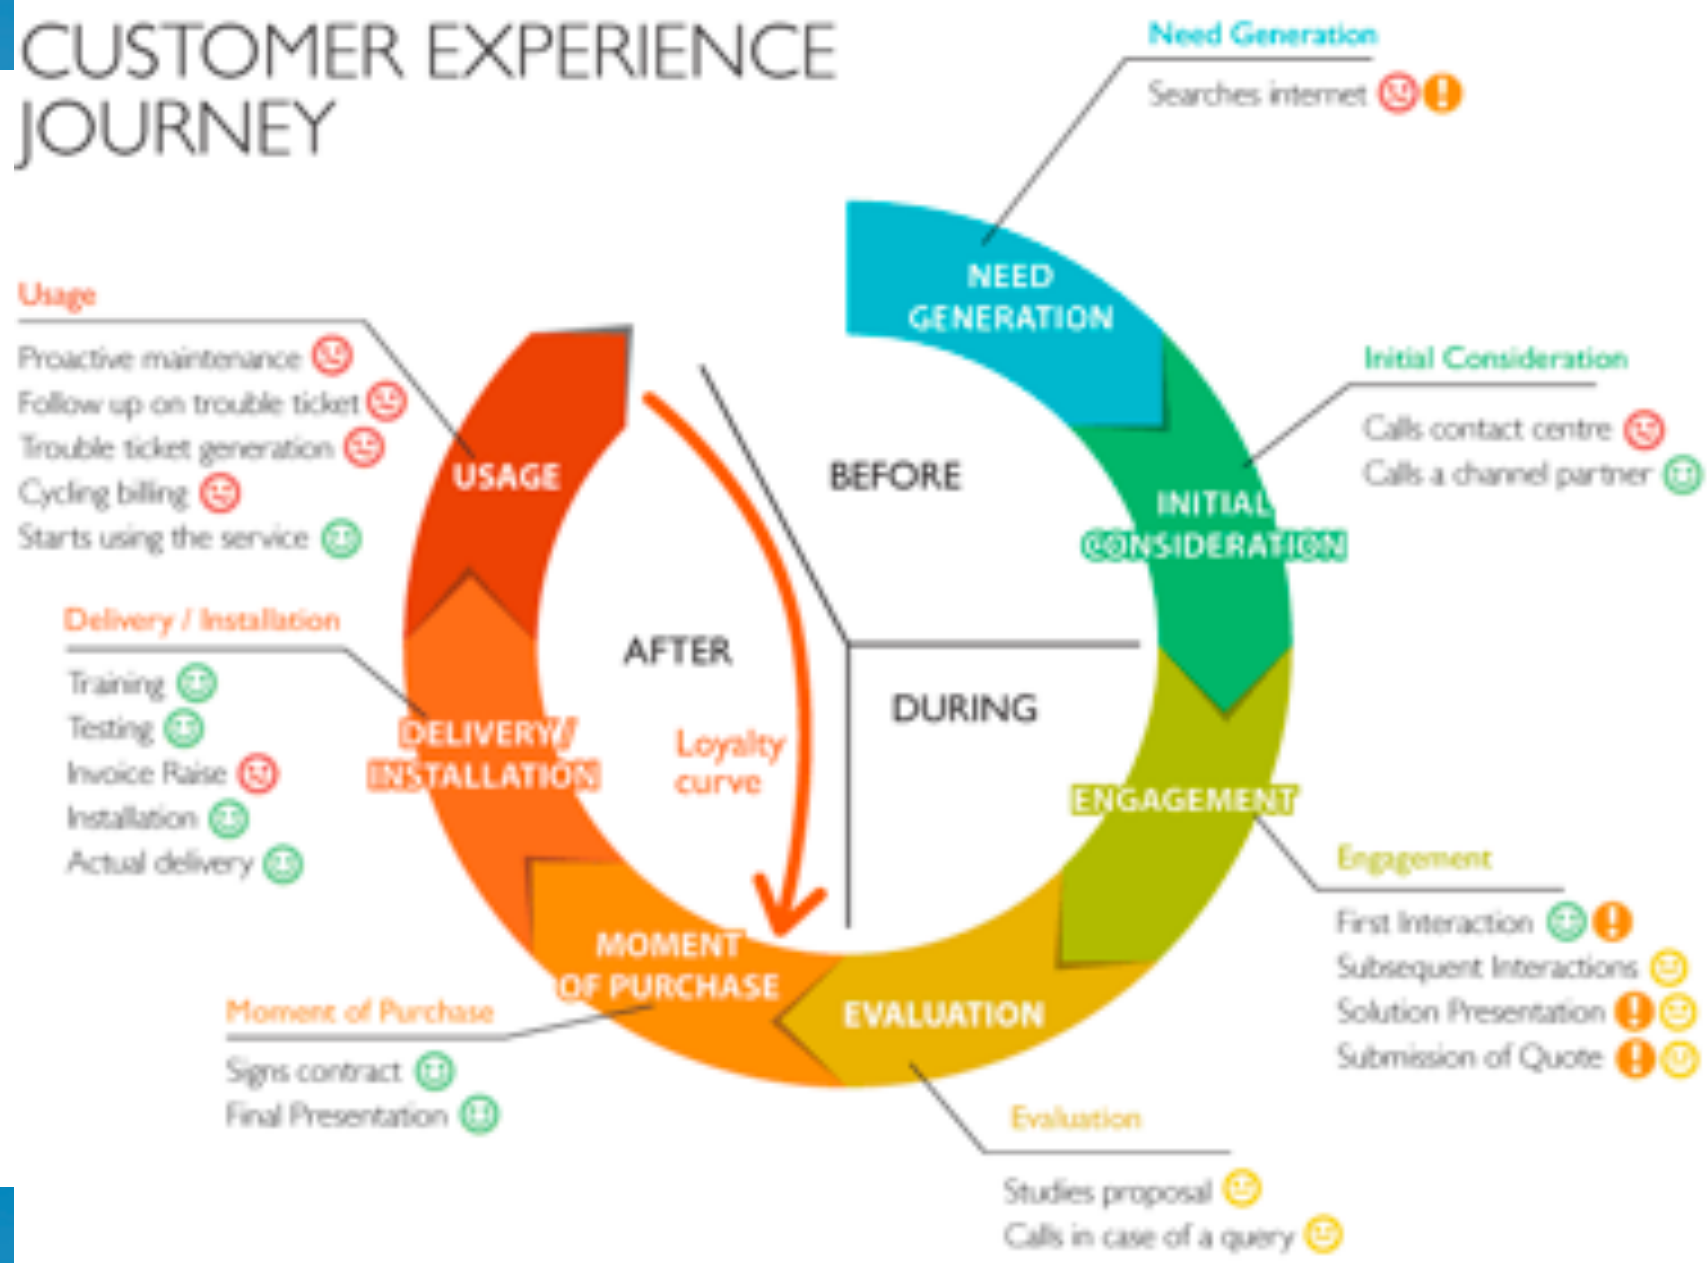 CUSTOMER EXPERIENCE
JOURNEY
Need Generation
Searches internet
NEED
GENERATION
Initial Consideration
Calls contact centre
Calls a channel partner
INITIAL
CONSIDERATION
BEFORE
DURING
AFTER
Loyalty
curve
ENGAGEMENT
Engagement
First Interaction
Subsequent Interactions
Solution Presentation
Submission of Quote
EVALUATION
Evaluation
Studies proposal
Calls in case of a query
MOMENT
OF PURCHASE
Moment of Purchase
Signs contract
Final Presentation
DELIVERY/
INSTALLATION
Delivery / Installation
Training
Testing
Invoice Raise
Installation
Actual delivery
USAGE
Usage
Proactive maintenance
Follow up on trouble ticket
Trouble ticket generation
Cycling billing
Starts using the service